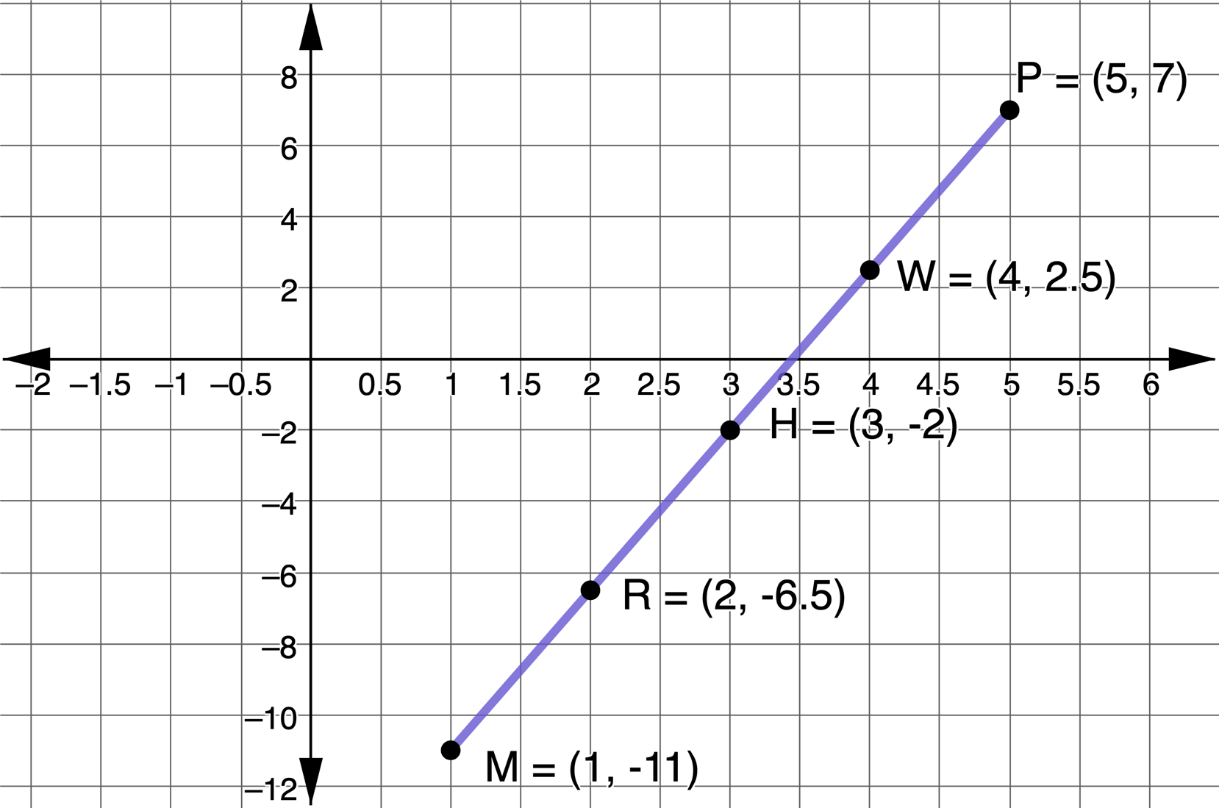 8
P = (5, 7)
6
4
W = (4, 2.5)
2
–2 –1.5 –1 –0.5 0.5 1 1.5 2 2.5 3 3.5 4 4.5 5 5.5 6
–2
H = (3, -2)
–4
–6
R = (2, -6.5)
–8
–10
M = (1, -11)
–12